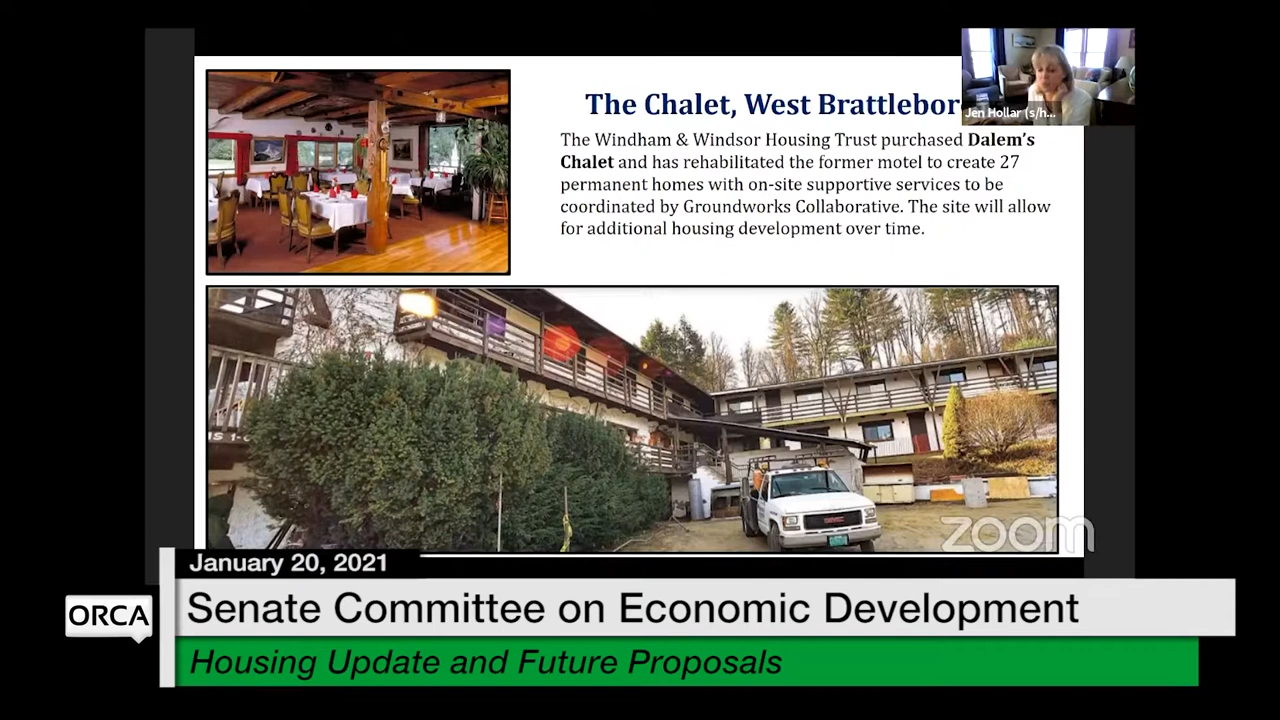 The Chalet, West Brattlebor
Jen Hollar (s/h...
The Windham & Windsor Housing Trust purchased Dalem's
Chalet and has rehabilitated the former motel to create 27
permanent homes with on-site supportive services to be
coordinated by Groundworks Collaborative. The site will allow
for additional housing development over time.
GMC
zoom
January 20, 2021
ORCA
Senate Committee on Economic Development
Housing Update and Future Proposals